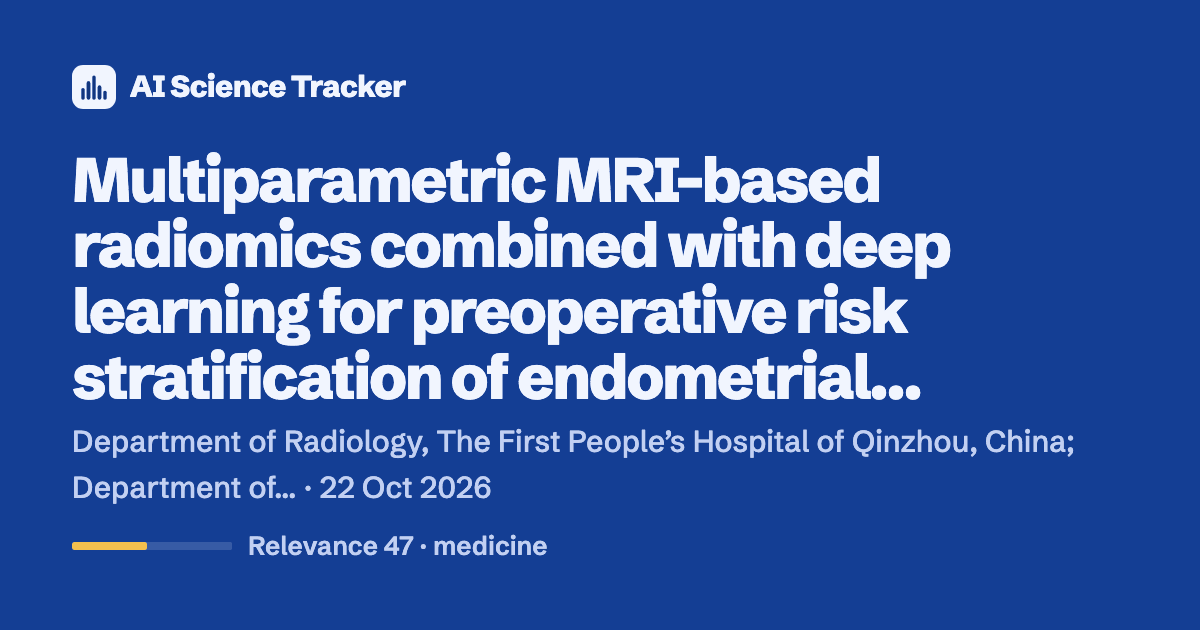 AI Science Tracker
Multiparametric MRI-based
radiomics combined with deep
learning for preoperative risk
stratification of endometrial...
Department of Radiology, The First People’s Hospital of Qinzhou, China;
Department of... · 22 Oct 2026
Relevance 47 · medicine